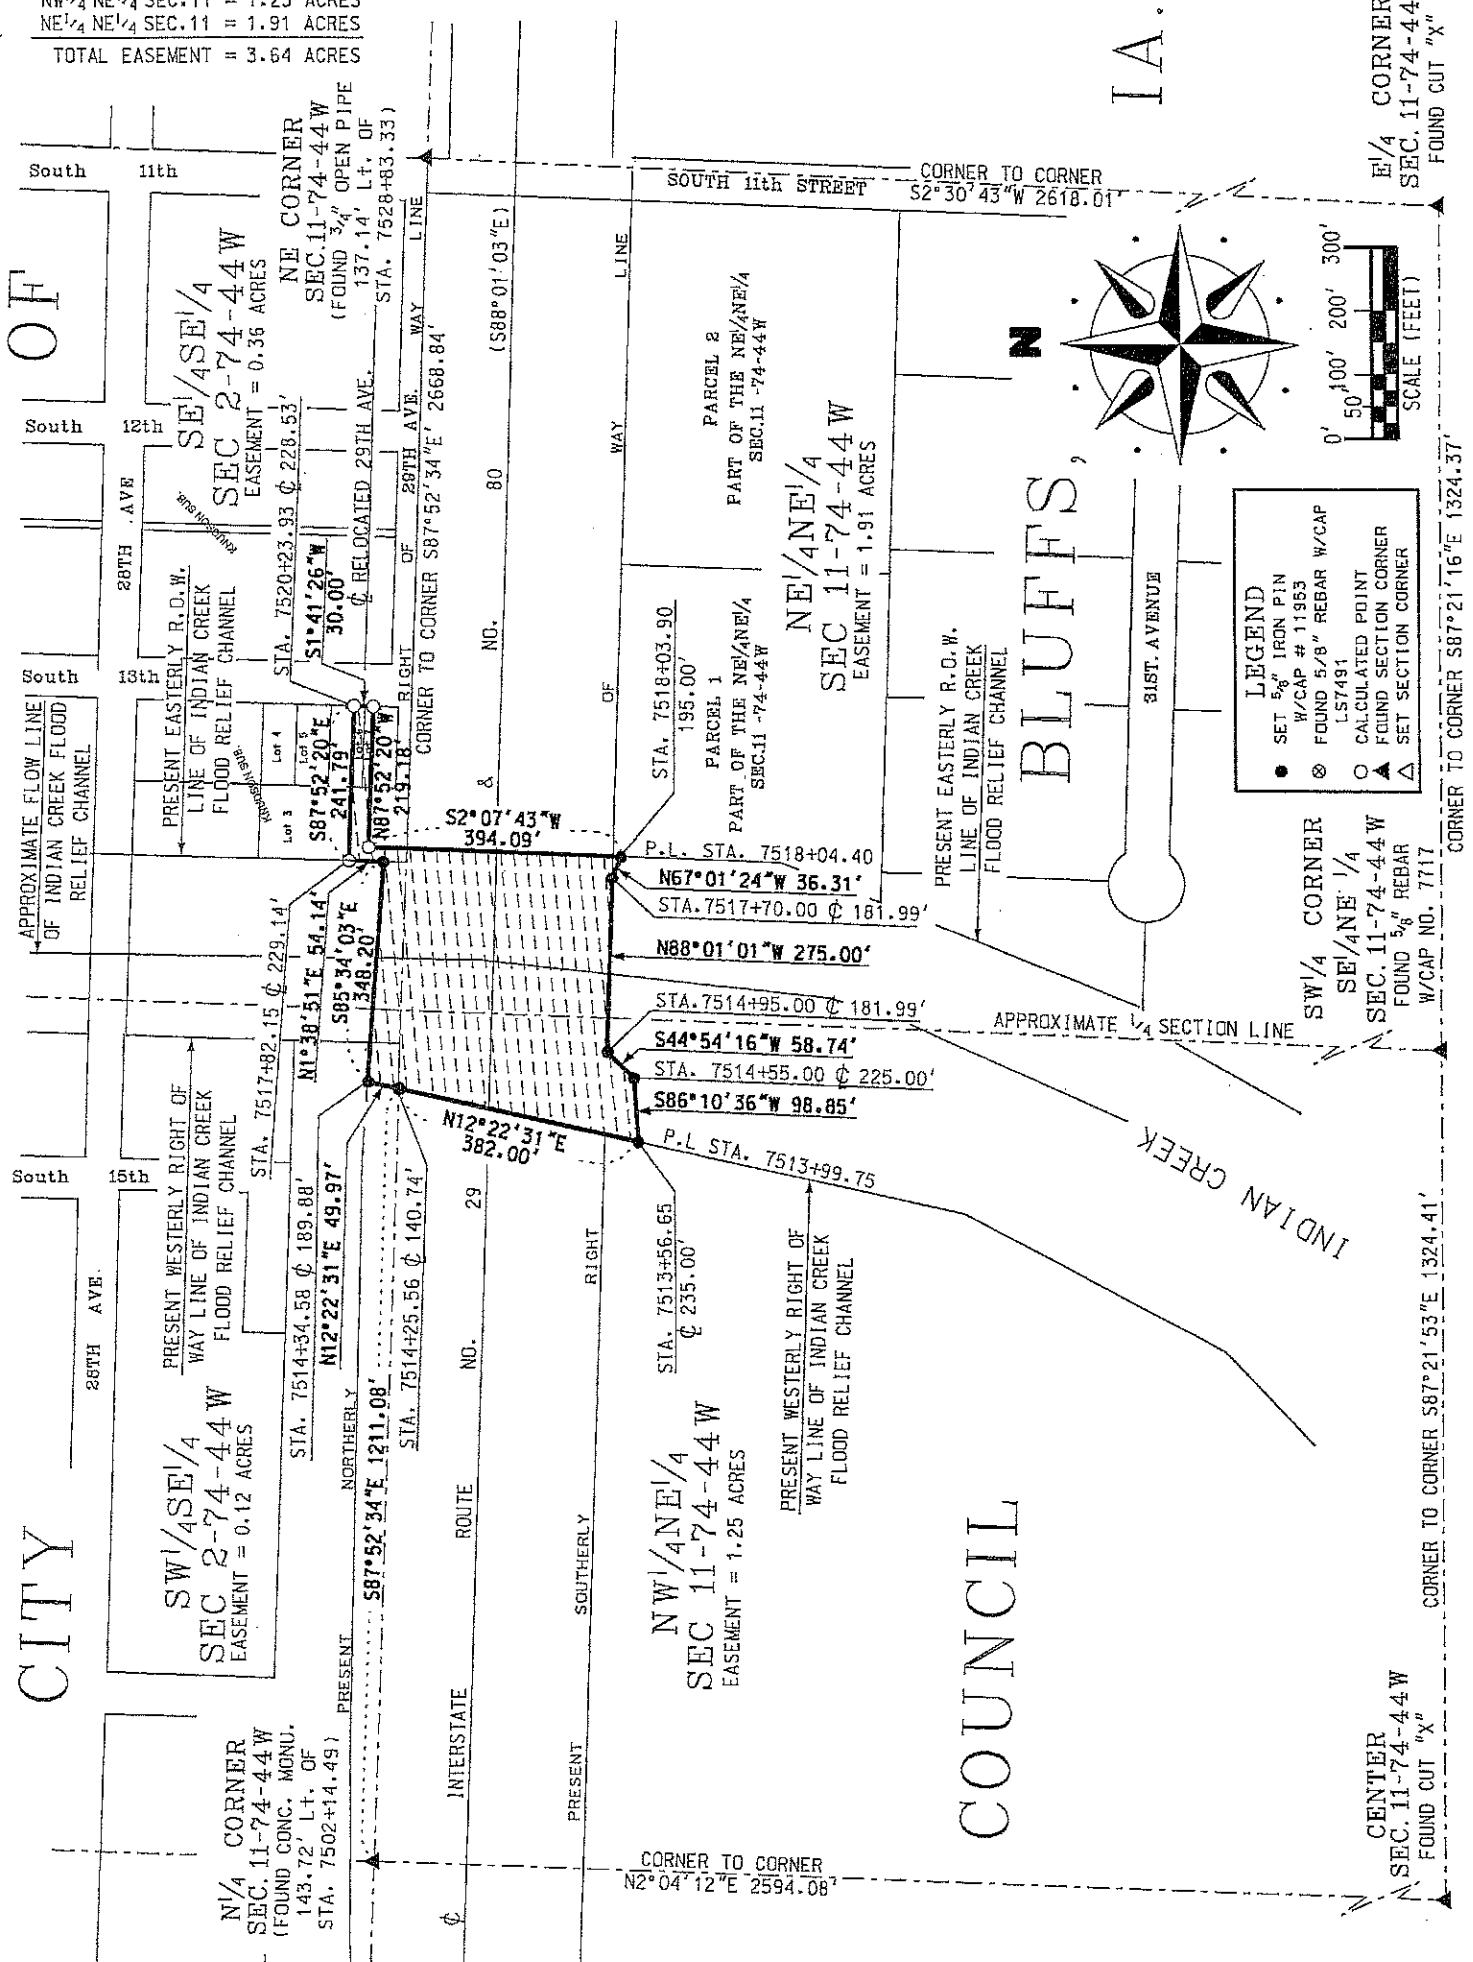 NE¼ NE¼ SEC.11 = 1.91 ACRES
TOTAL EASEMENT = 3.64 ACRES
CITY
OF
COUNCIL
BLUFFS,
IA.
South 11th
South 12th
South 13th
South 15th
28TH .AVE
28TH AVE.
SE¼SE¼
SEC 2-74-44W
EASEMENT = 0.36 ACRES
NE CORNER
SEC.11-74-44W
(FOUND ¾" OPEN PIPE
137.14' Lt. OF
STA. 7528+83.33)
KNUDSON SUB.
KNUDSON SUB.
Lot 3
Lot 4
Lot 5
APPROXIMATE FLOW LINE
OF INDIAN CREEK FLOOD
RELIEF CHANNEL
PRESENT EASTERLY R.O.W.
LINE OF INDIAN CREEK
FLOOD RELIEF CHANNEL
STA. 7520+23.93 ℄ 228.53'
S1°41'26"W
30.00'
℄ RELOCATED 29TH AVE.
RIGHT OF WAY LINE
29TH AVE.
CORNER TO CORNER S87°52'34"E 2668.84'
S87°52'20"E
241.79'
N87°52'20"W
219.18'
S2°07'43"W
394.09'
STA. 7517+82.15 ℄ 229.14'
N1°38'51"E 54.14'
S85°34'03"E
348.20'
PRESENT WESTERLY RIGHT OF
WAY LINE OF INDIAN CREEK
FLOOD RELIEF CHANNEL
STA. 7514+34.58 ℄ 189.88'
N12°22'31"E 49.97'
STA. 7514+25.56 ℄ 140.74'
SW¼SE¼
SEC 2-74-44W
EASEMENT = 0.12 ACRES
PRESENT NORTHERLY
S87°52'34"E 1211.08'
N¼ CORNER
SEC.11-74-44W
(FOUND CONC. MONU.
143.72' Lt. OF
STA. 7502+14.49)
℄ INTERSTATE ROUTE NO. 29 & NO. 80
(S88°01'03"E)
PRESENT SOUTHERLY RIGHT OF WAY LINE
N12°22'31"E
382.00'
STA. 7518+03.90
195.00'
P.L. STA. 7518+04.40
N67°01'24"W 36.31'
STA.7517+70.00 ℄ 181.99'
N88°01'01"W 275.00'
STA.7514+95.00 ℄ 181.99'
S44°54'16"W 58.74'
STA. 7514+55.00 ℄ 225.00'
S86°10'36"W 98.85'
P.L STA. 7513+99.75
STA. 7513+56.65
℄ 235.00'
PRESENT WESTERLY RIGHT OF
WAY LINE OF INDIAN CREEK
FLOOD RELIEF CHANNEL
NW¼NE¼
SEC 11-74-44W
EASEMENT = 1.25 ACRES
PARCEL 1
PART OF THE NE¼NE¼
SEC.11 -74-44W
PARCEL 2
PART OF THE NE¼NE¼
SEC.11 -74-44W
NE¼NE¼
SEC 11-74-44W
EASEMENT = 1.91 ACRES
PRESENT EASTERLY R.O.W.
LINE OF INDIAN CREEK
FLOOD RELIEF CHANNEL
SOUTH 11th STREET
CORNER TO CORNER
S2°30'43"W 2618.01'
31ST. AVENUE
APPROXIMATE ¼ SECTION LINE
INDIAN CREEK
CORNER TO CORNER
N2°04'12"E 2594.08'
N
0' 50' 100' 200' 300'
SCALE (FEET)
LEGEND
SET ⅝" IRON PIN
W/CAP # 11953
FOUND 5/8" REBAR W/CAP
LS7491
CALCULATED POINT
FOUND SECTION CORNER
SET SECTION CORNER
E¼ CORNER
SEC. 11-74-44
FOUND CUT "X"
SW¼ CORNER
SE¼NE ¼
SEC. 11-74-44W
FOUND ⅝" REBAR
W/CAP NO. 7717
CENTER
SEC. 11-74-44W
FOUND CUT "X"
CORNER TO CORNER S87°21'53"E 1324.41'
CORNER TO CORNER S87°21'16"E 1324.37'